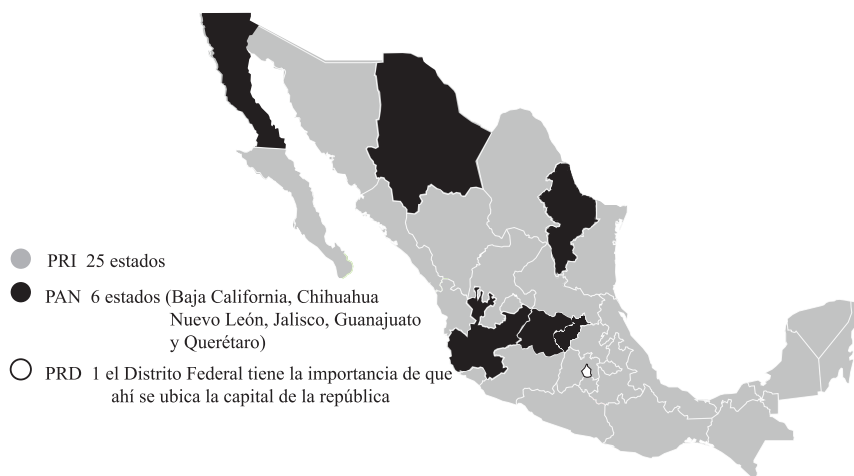 PRI 25 estados
PAN 6 estados (Baja California, Chihuahua
Nuevo León, Jalisco, Guanajuato
y Querétaro)
PRD 1 el Distrito Federal tiene la importancia de que
ahí se ubica la capital de la república